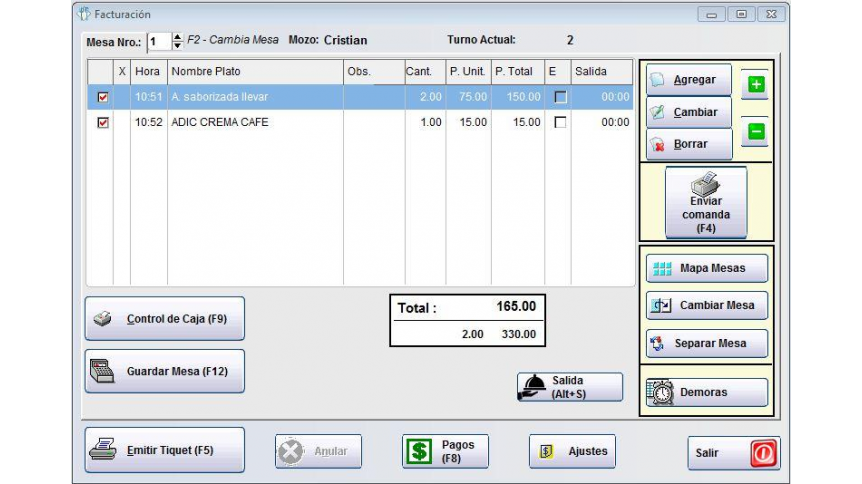 Facturación
Mesa Nro.: 1 F2 - Cambia Mesa Mozo: Cristian Turno Actual: 2
X Hora Nombre Plato Obs. Cant. P. Unit. P. Total E Salida
10:51 A. saborizada llevar 2.00 75.00 150.00 00:00
10:52 ADIC CREMA CAFE 1.00 15.00 15.00 00:00
Agregar
Cambiar
Borrar
Enviar
comanda
(F4)
Mapa Mesas
Cambiar Mesa
Separar Mesa
Demoras
Total : 165.00
2.00 330.00
Control de Caja (F9)
Guardar Mesa (F12)
Salida
(Alt+S)
Emitir Tiquet (F5)
Anular
Pagos
(F8)
Ajustes
Salir